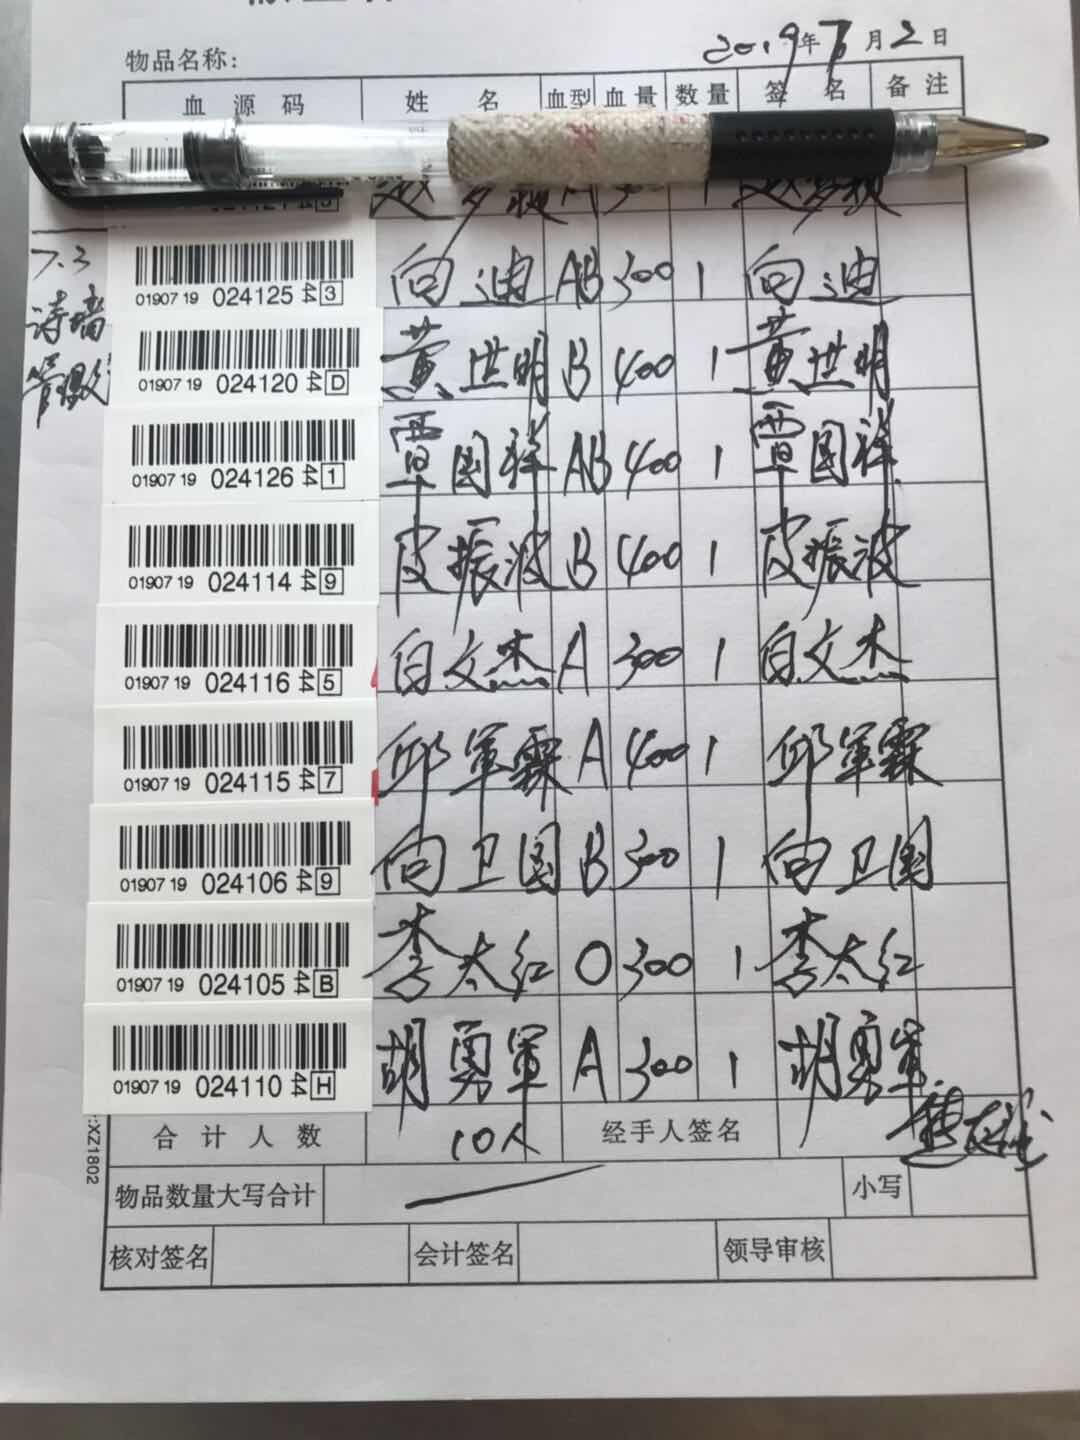 物品名称： 2019年7月2日
血源码 姓名 血型 血量 数量 签名 备注
A 300 1
01907 19 024125 3 向迪 AB 300 1 向迪
7.3
诗墙
01907 19 024120 D 黄世明 B 400 1 黄世明
01907 19 024126 1 覃国祥 AB 400 1 覃国祥
01907 19 024114 9 皮振波 B 400 1 皮振波
01907 19 024116 5 白文杰 A 300 1 白文杰
01907 19 024115 7 邱军霖 A 400 1 邱军霖
01907 19 024106 9 向卫国 B 300 1 向卫国
01907 19 024105 B 李太红 O 300 1 李太红
01907 19 024110 H 胡勇军 A 300 1 胡勇军
合计人数 10人 经手人签名
XZ1802
物品数量大写合计 小写
核对签名 会计签名 领导审核